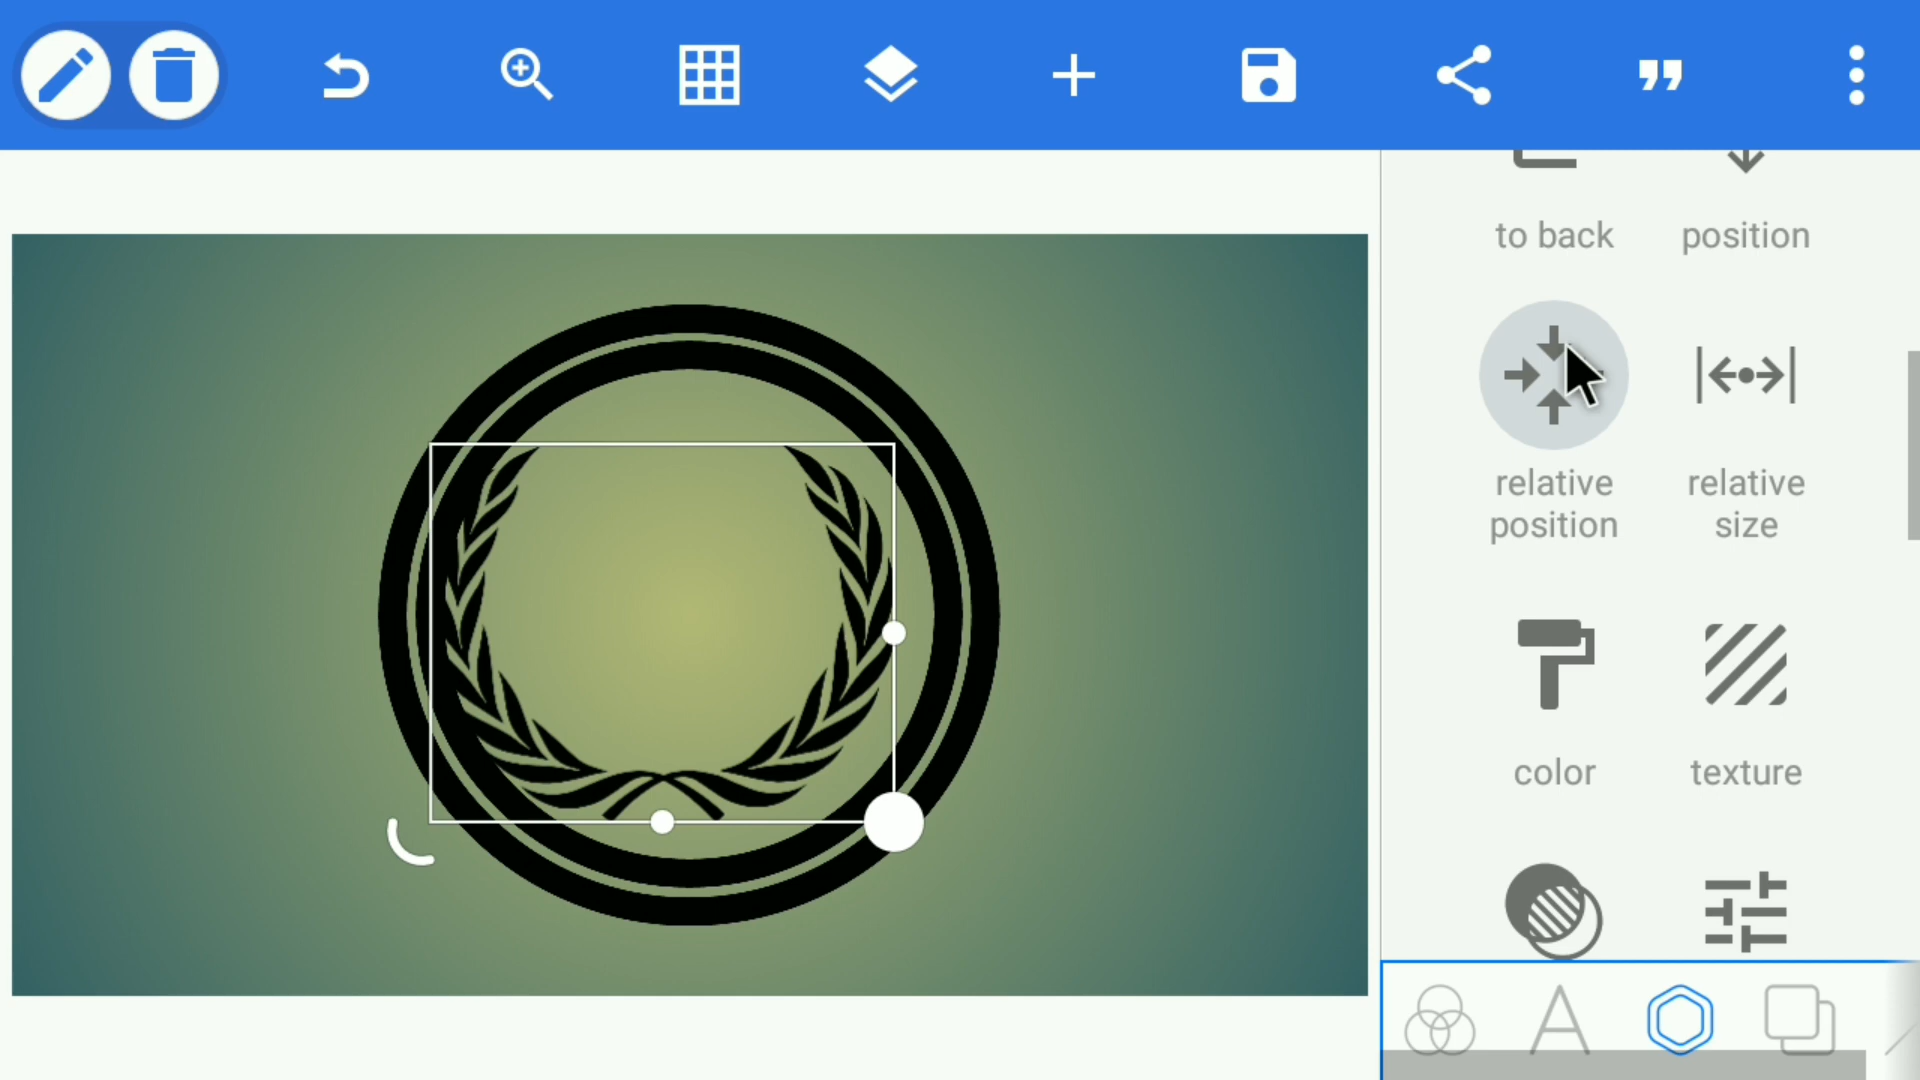 to back
position
relative
position
relative
size
color
texture